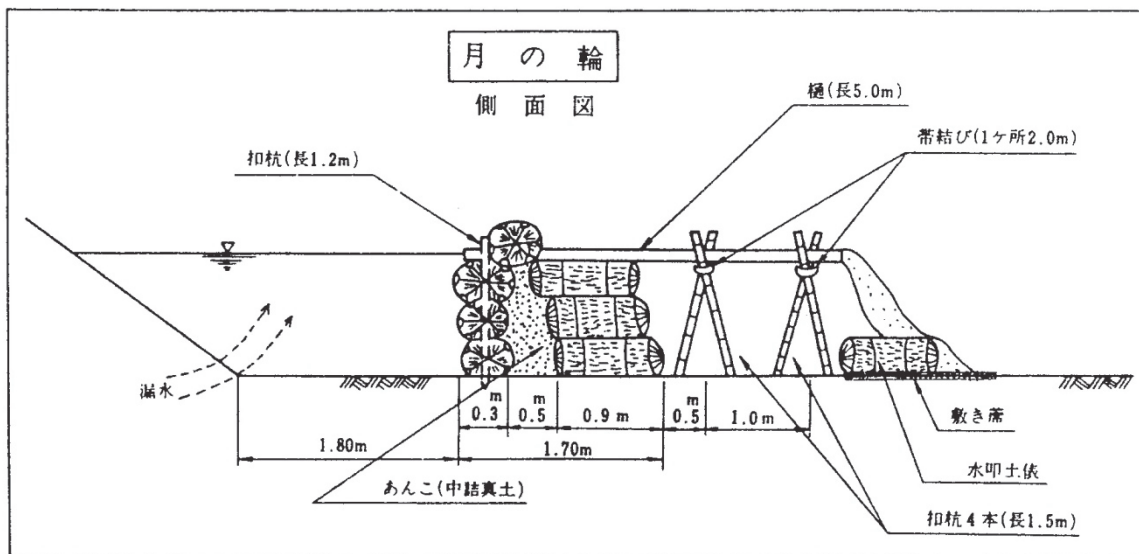 月の輪
側面図
樋(長5.0m)
帯結び(1ケ所2.0m)
扣杭(長1.2m)
漏水
m
0.3
m
0.5
0.9m
m
0.5
1.0m
1.80m
1.70m
敷き蓆
あんこ(中詰真土)
水叩土俵
扣杭4本(長1.5m)